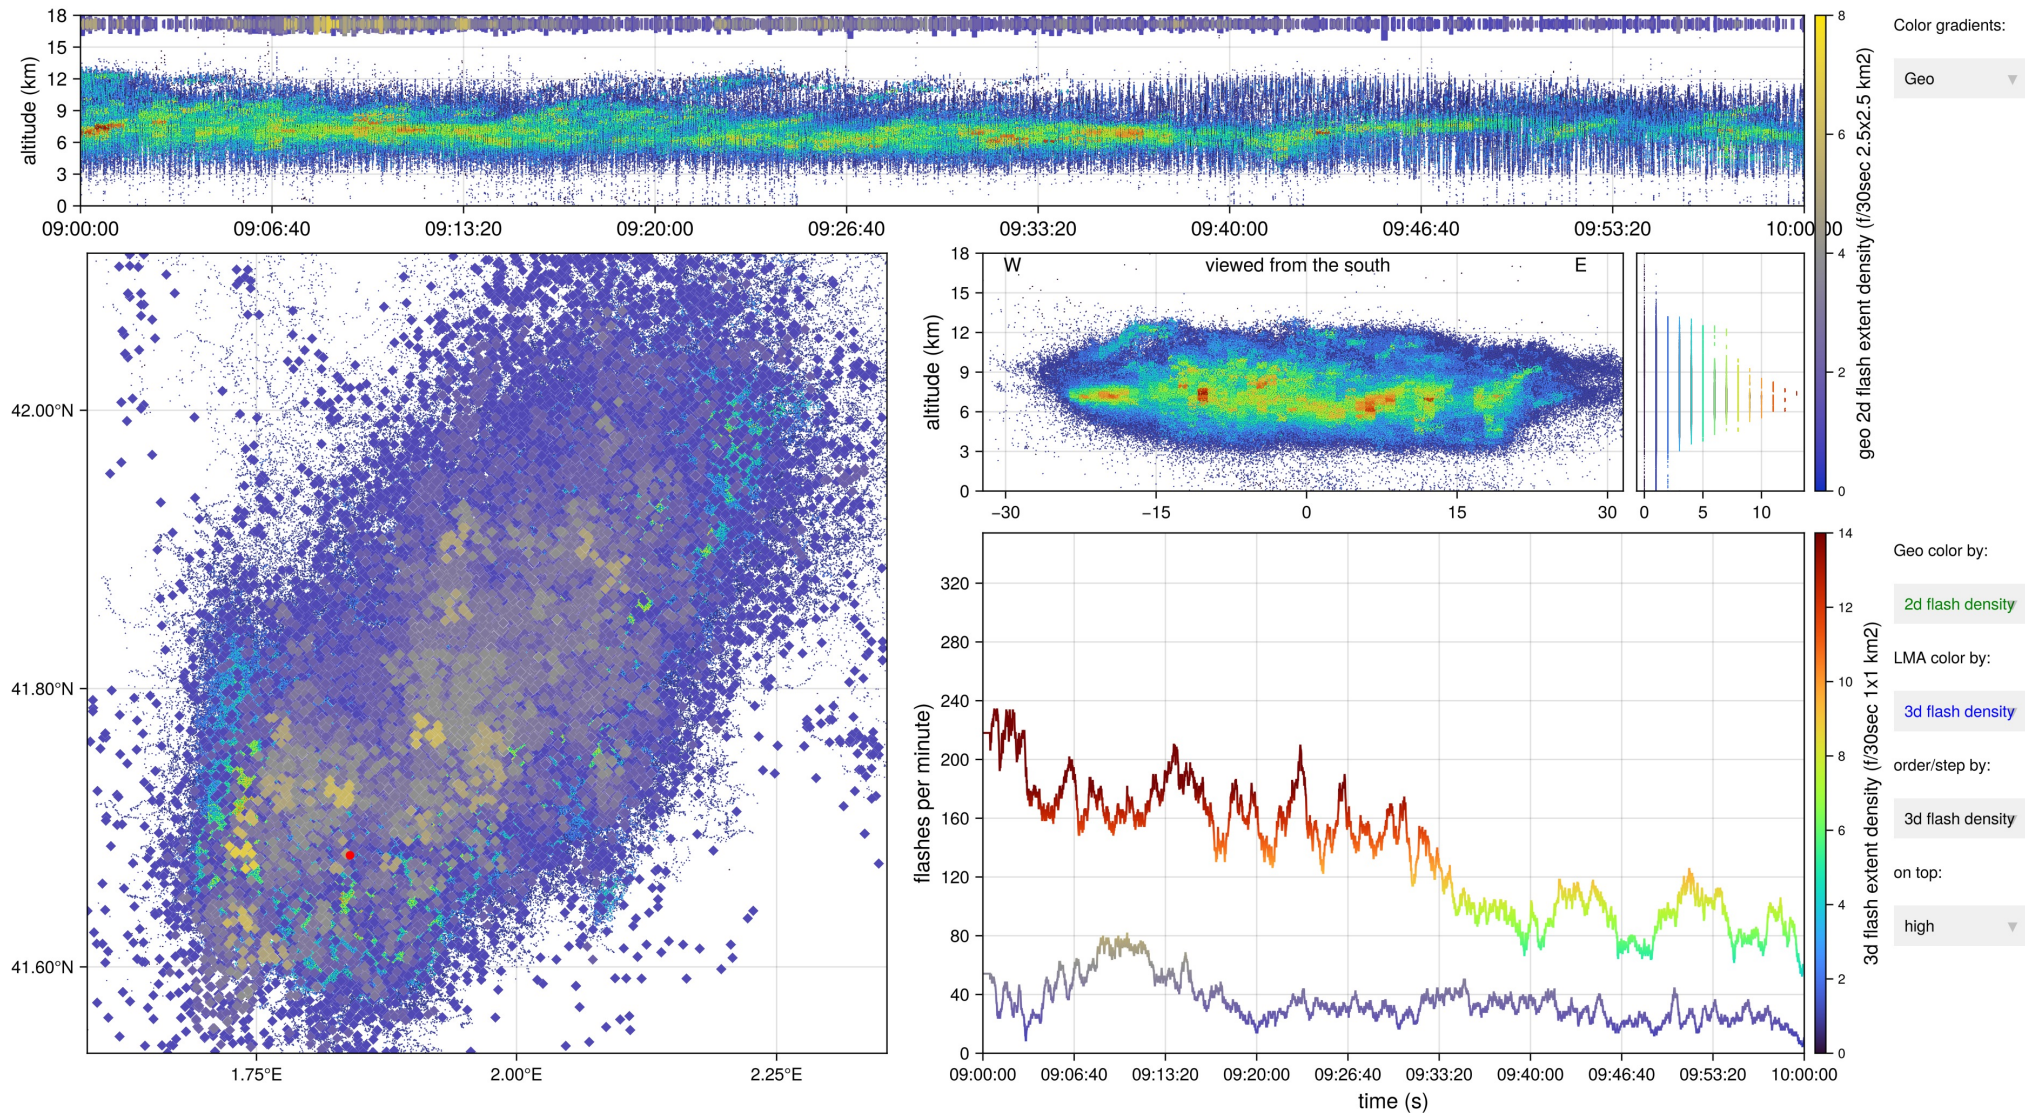 18
15
12
9
6
3
0
altitude (km)
09:00:00 09:06:40 09:13:20 09:20:00 09:26:40 09:33:20 09:40:00 09:46:40 09:53:20 10:00:00
8
6
4
2
0
geo 2d flash extent density (f/30sec 2.5x2.5 km2)
Color gradients:
Geo
42.00°N
41.80°N
41.60°N
1.75°E 2.00°E 2.25°E
W viewed from the south E
18
15
12
9
6
3
0
altitude (km)
−30 −15 0 15 30
0 5 10
320
280
240
200
160
120
80
40
0
flashes per minute)
09:00:00 09:06:40 09:13:20 09:20:00 09:26:40 09:33:20 09:40:00 09:46:40 09:53:20 10:00:00
time (s)
14
12
10
8
6
4
2
0
3d flash extent density (f/30sec 1x1 km2)
Geo color by:
2d flash density
LMA color by:
3d flash density
order/step by:
3d flash density
on top:
high